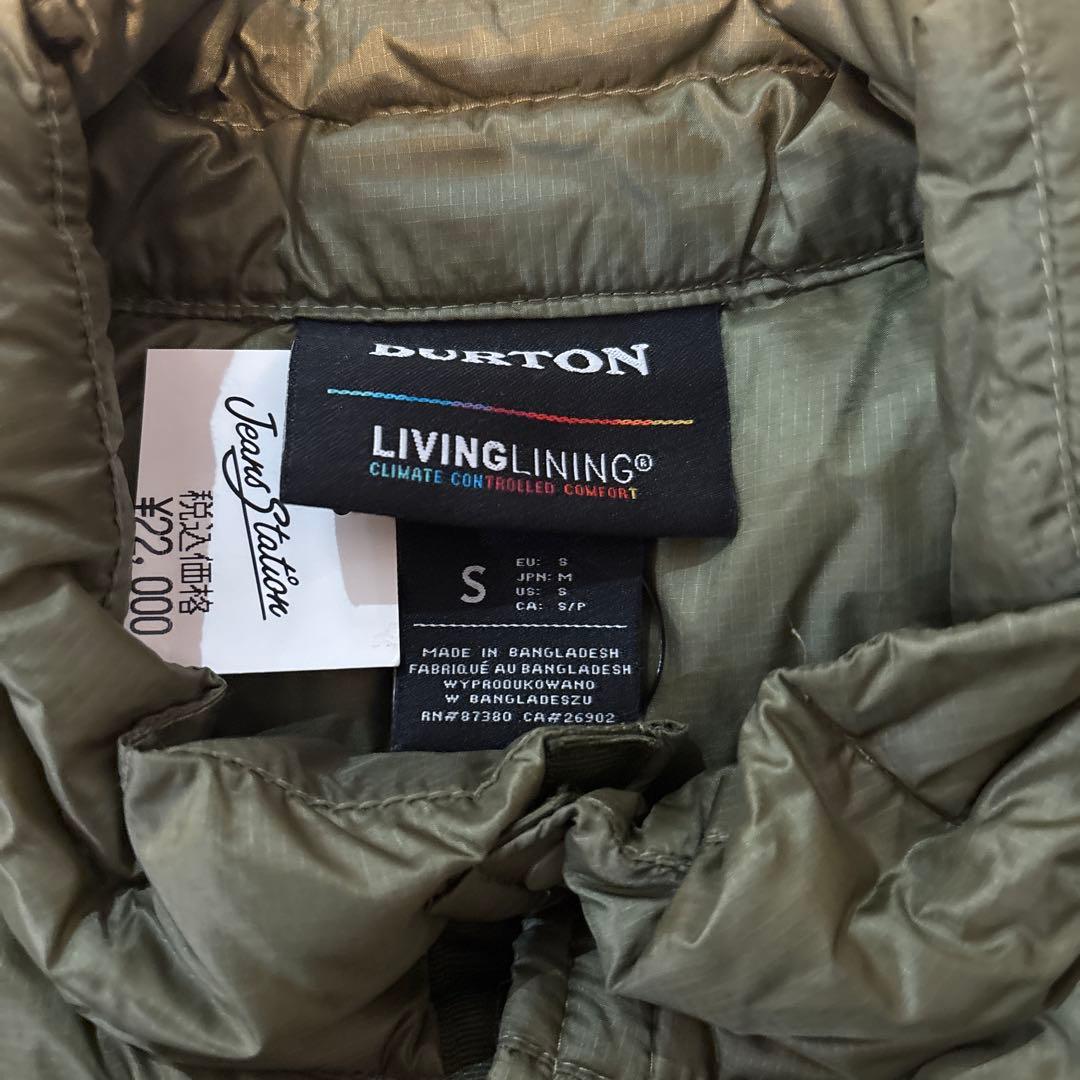 BURTON
LIVINGLINING®
CLIMATE CONTROLLED COMFORT
Jeans Station
税込価格
¥22,000
S
EU: S
JPN: M
US: S
CA: S/P
MADE IN BANGLADESH
FABRIQUÉ AU BANGLADESH
WYPRODUKOWANO
W BANGLADESZU
RN#87380 CA#26902